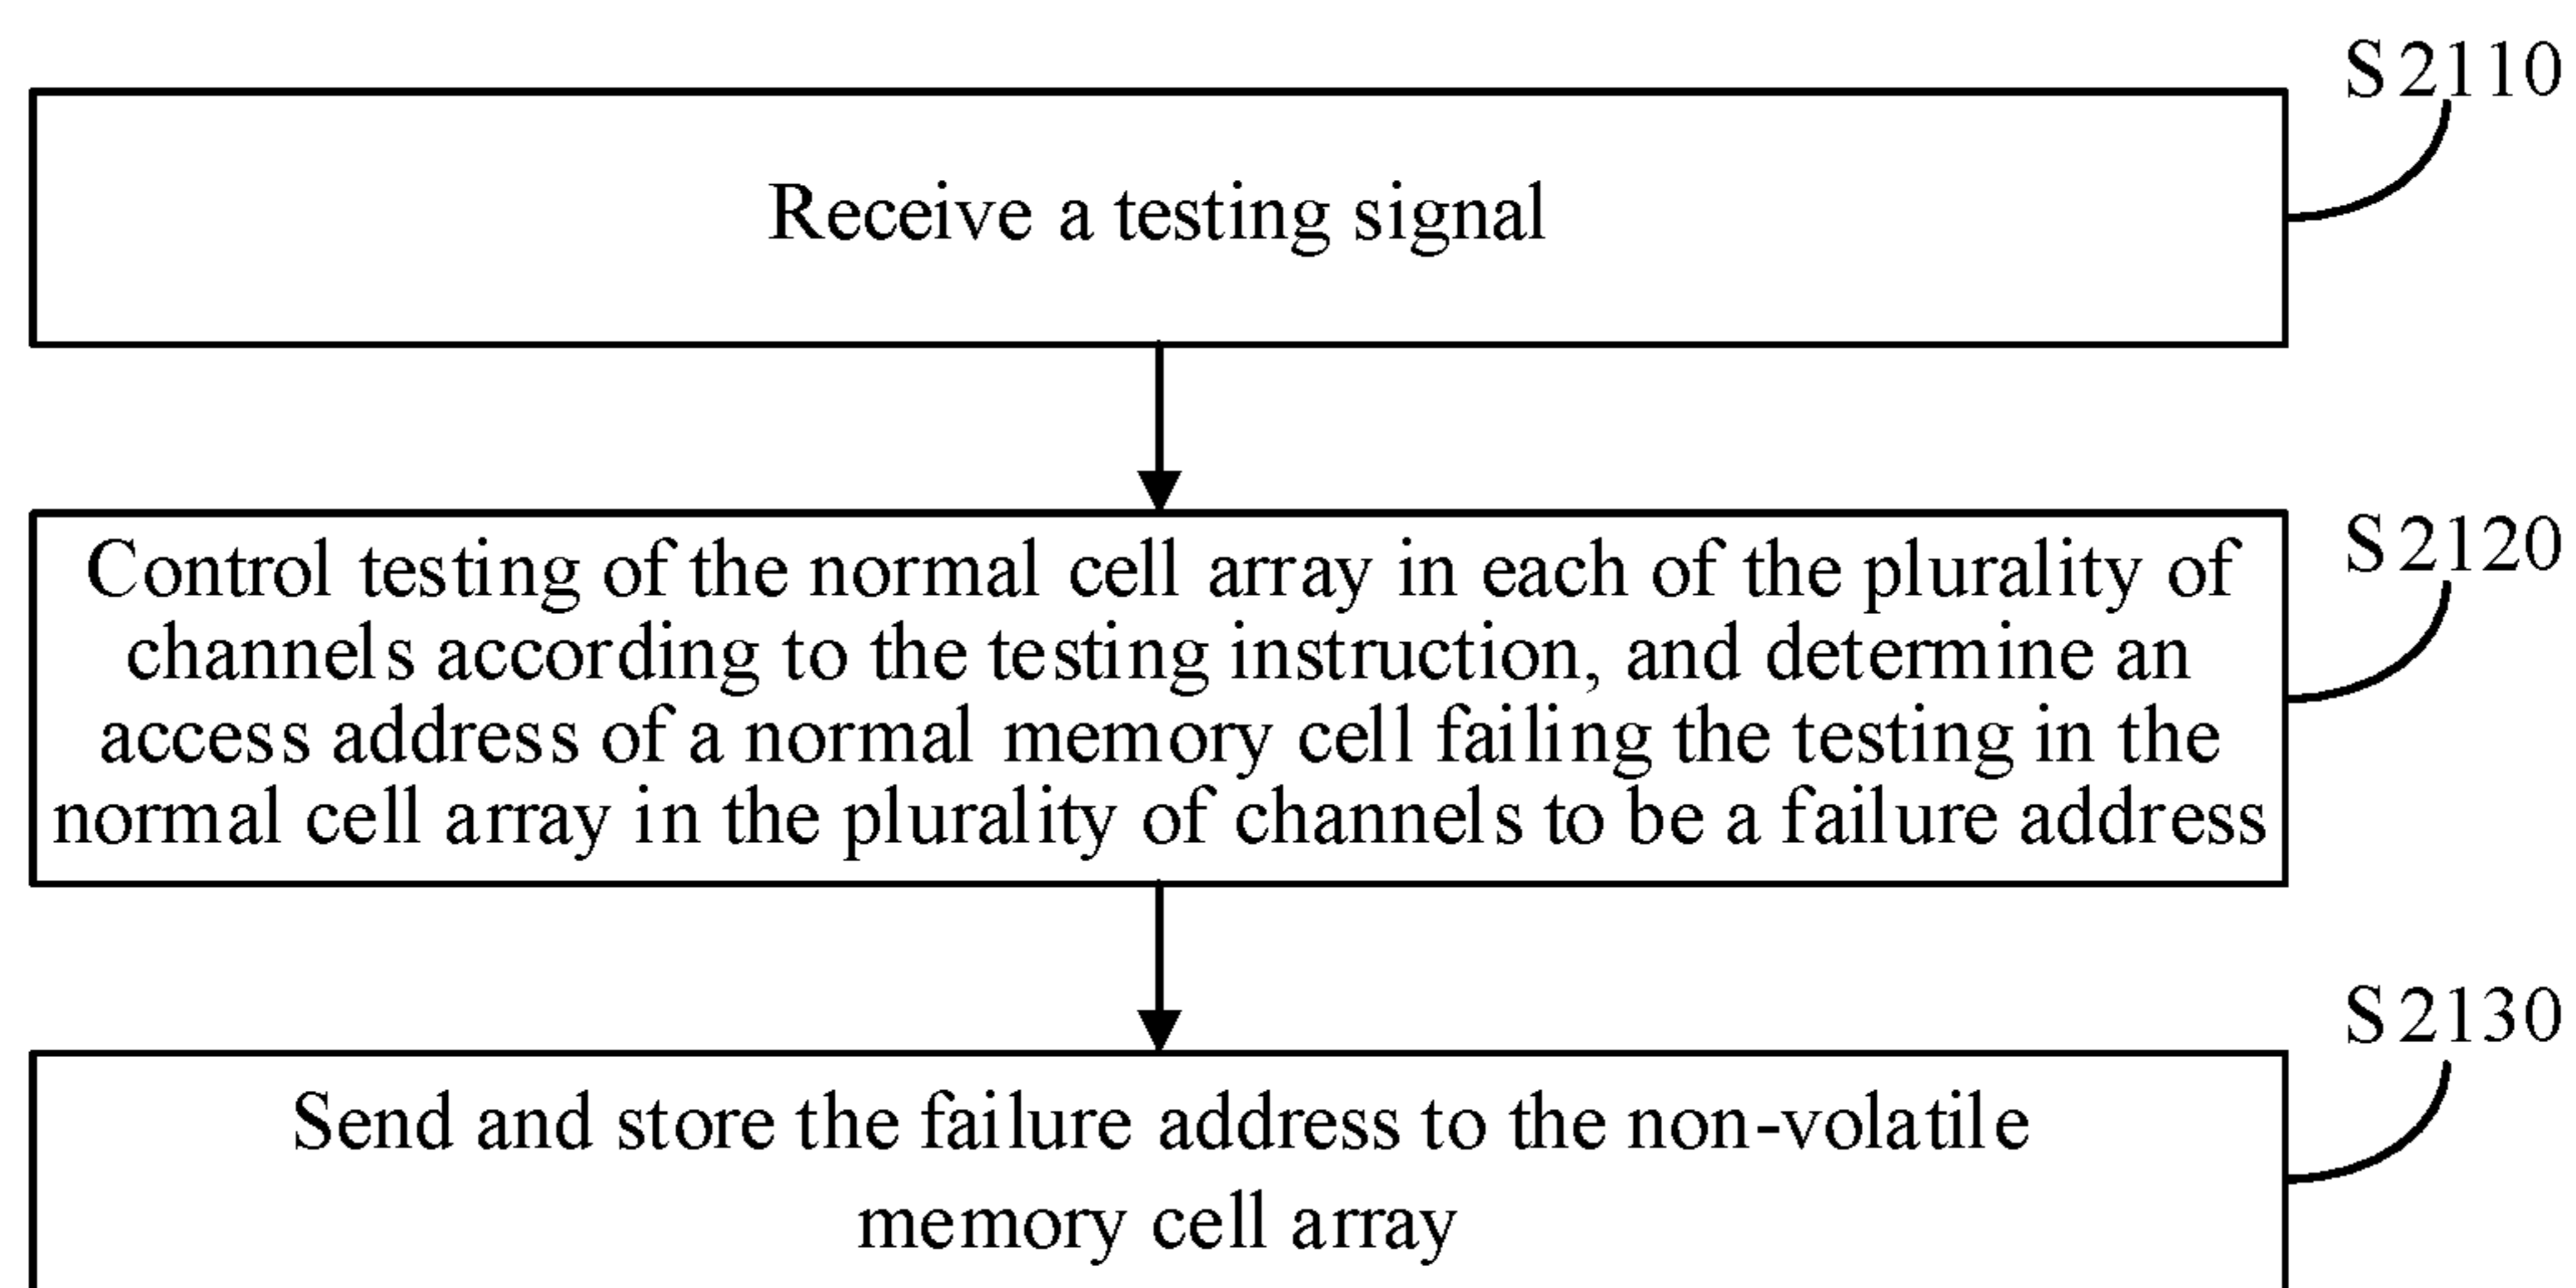 S2110
Receive a testing signal
S2120
Control testing of the normal cell array in each of the plurality of
channels according to the testing instruction, and determine an
access address of a normal memory cell failing the testing in the
normal cell array in the plurality of channels to be a failure address
S2130
Send and store the failure address to the non-volatile
memory cell array